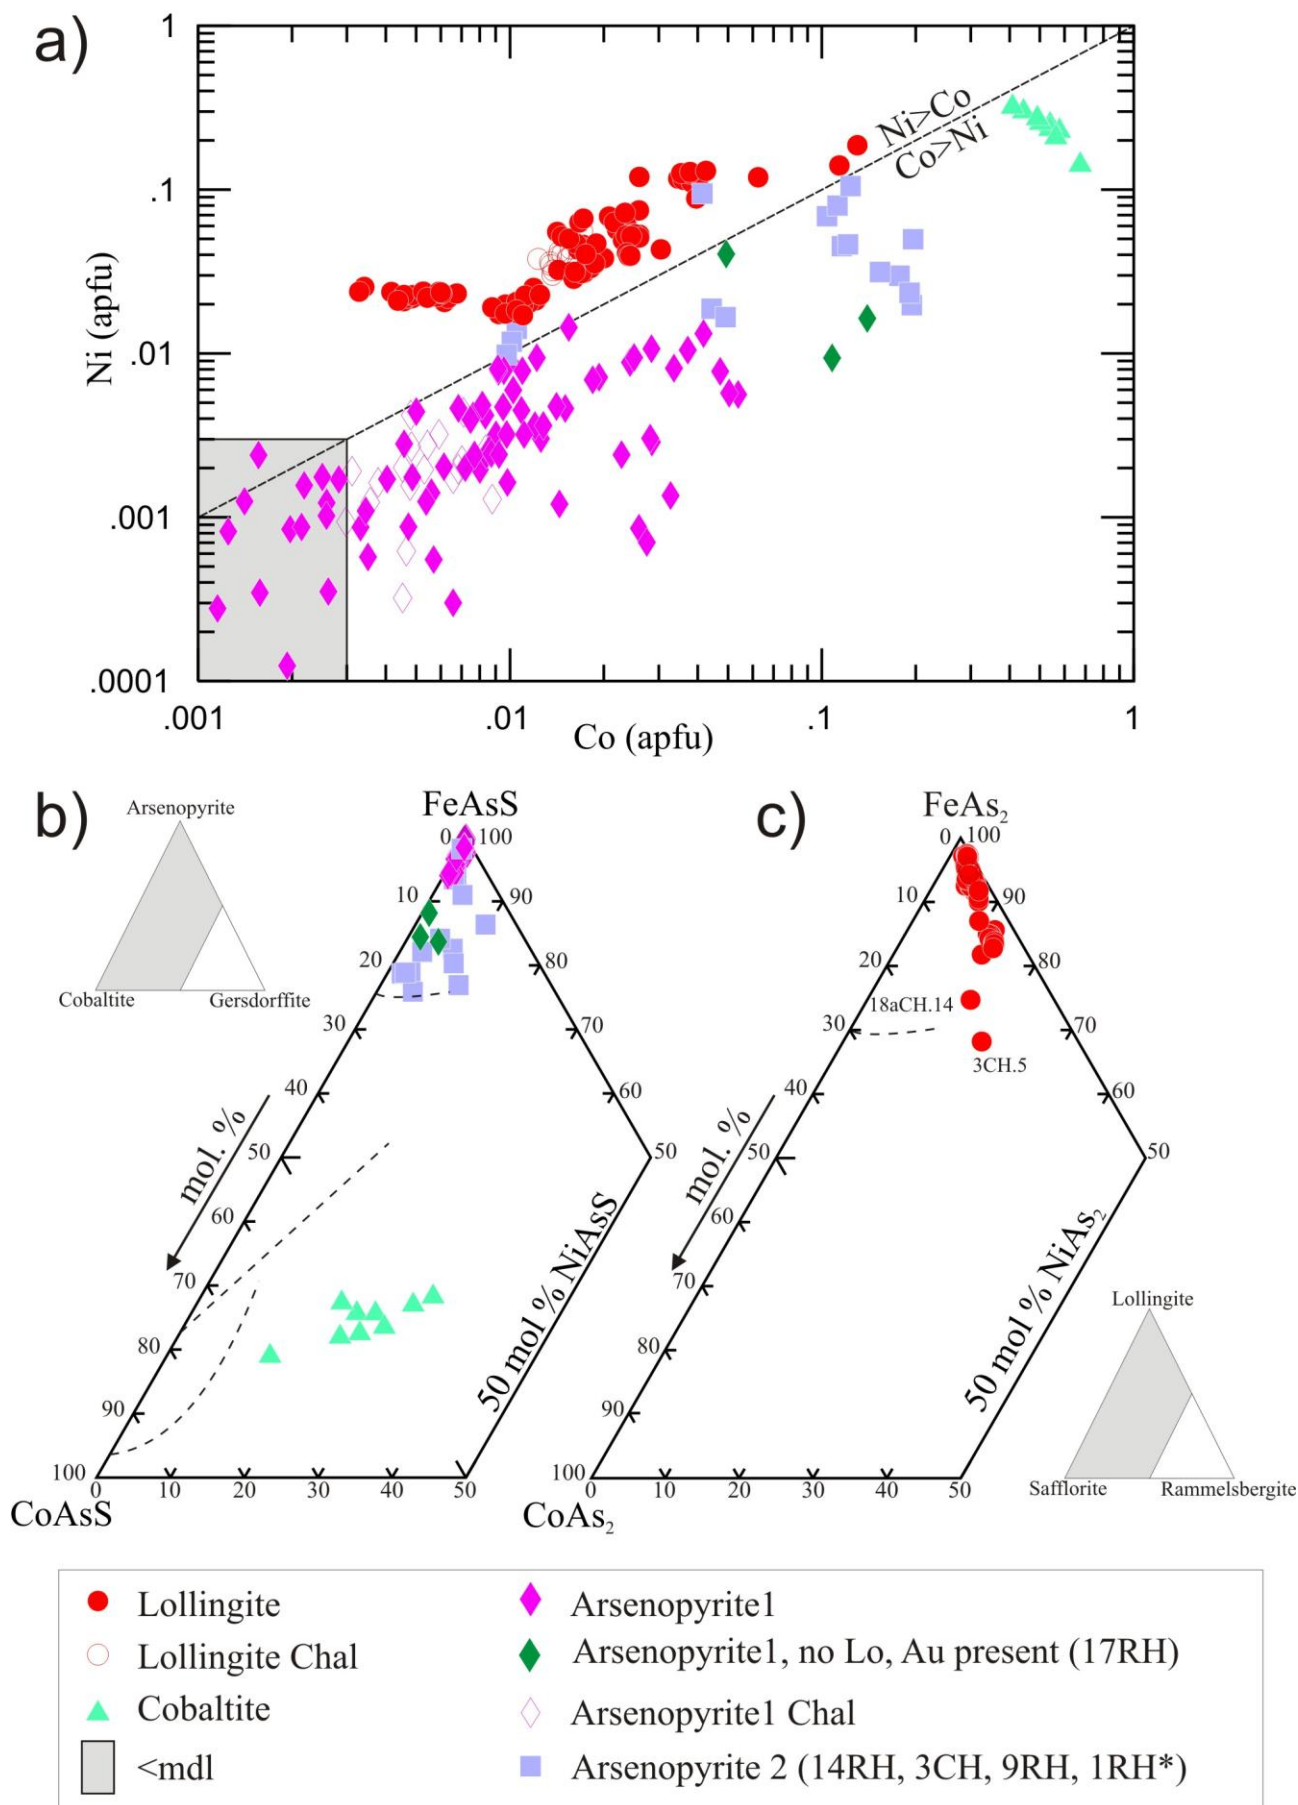 a)
1
.1
.01
.001
.0001
Ni (apfu)
Ni>Co
Co>Ni
.001
.01
.1
1
Co (apfu)
b)
Arsenopyrite
Cobaltite
Gersdorffite
FeAsS
0
100
10
90
20
80
30
70
40
60
50
50
60
70
80
90
100
mol. %
50 mol % NiAsS
0
10
20
30
40
50
CoAsS
c)
FeAs₂
0
100
10
90
20
80
18aCH.14
30
70
3CH.5
40
60
50
50
60
70
80
90
100
mol. %
50 mol % NiAs₂
0
10
20
30
40
50
CoAs₂
Lollingite
Safflorite
Rammelsbergite
Lollingite
Lollingite Chal
Cobaltite
<mdl
Arsenopyrite1
Arsenopyrite1, no Lo, Au present (17RH)
Arsenopyrite1 Chal
Arsenopyrite 2 (14RH, 3CH, 9RH, 1RH*)